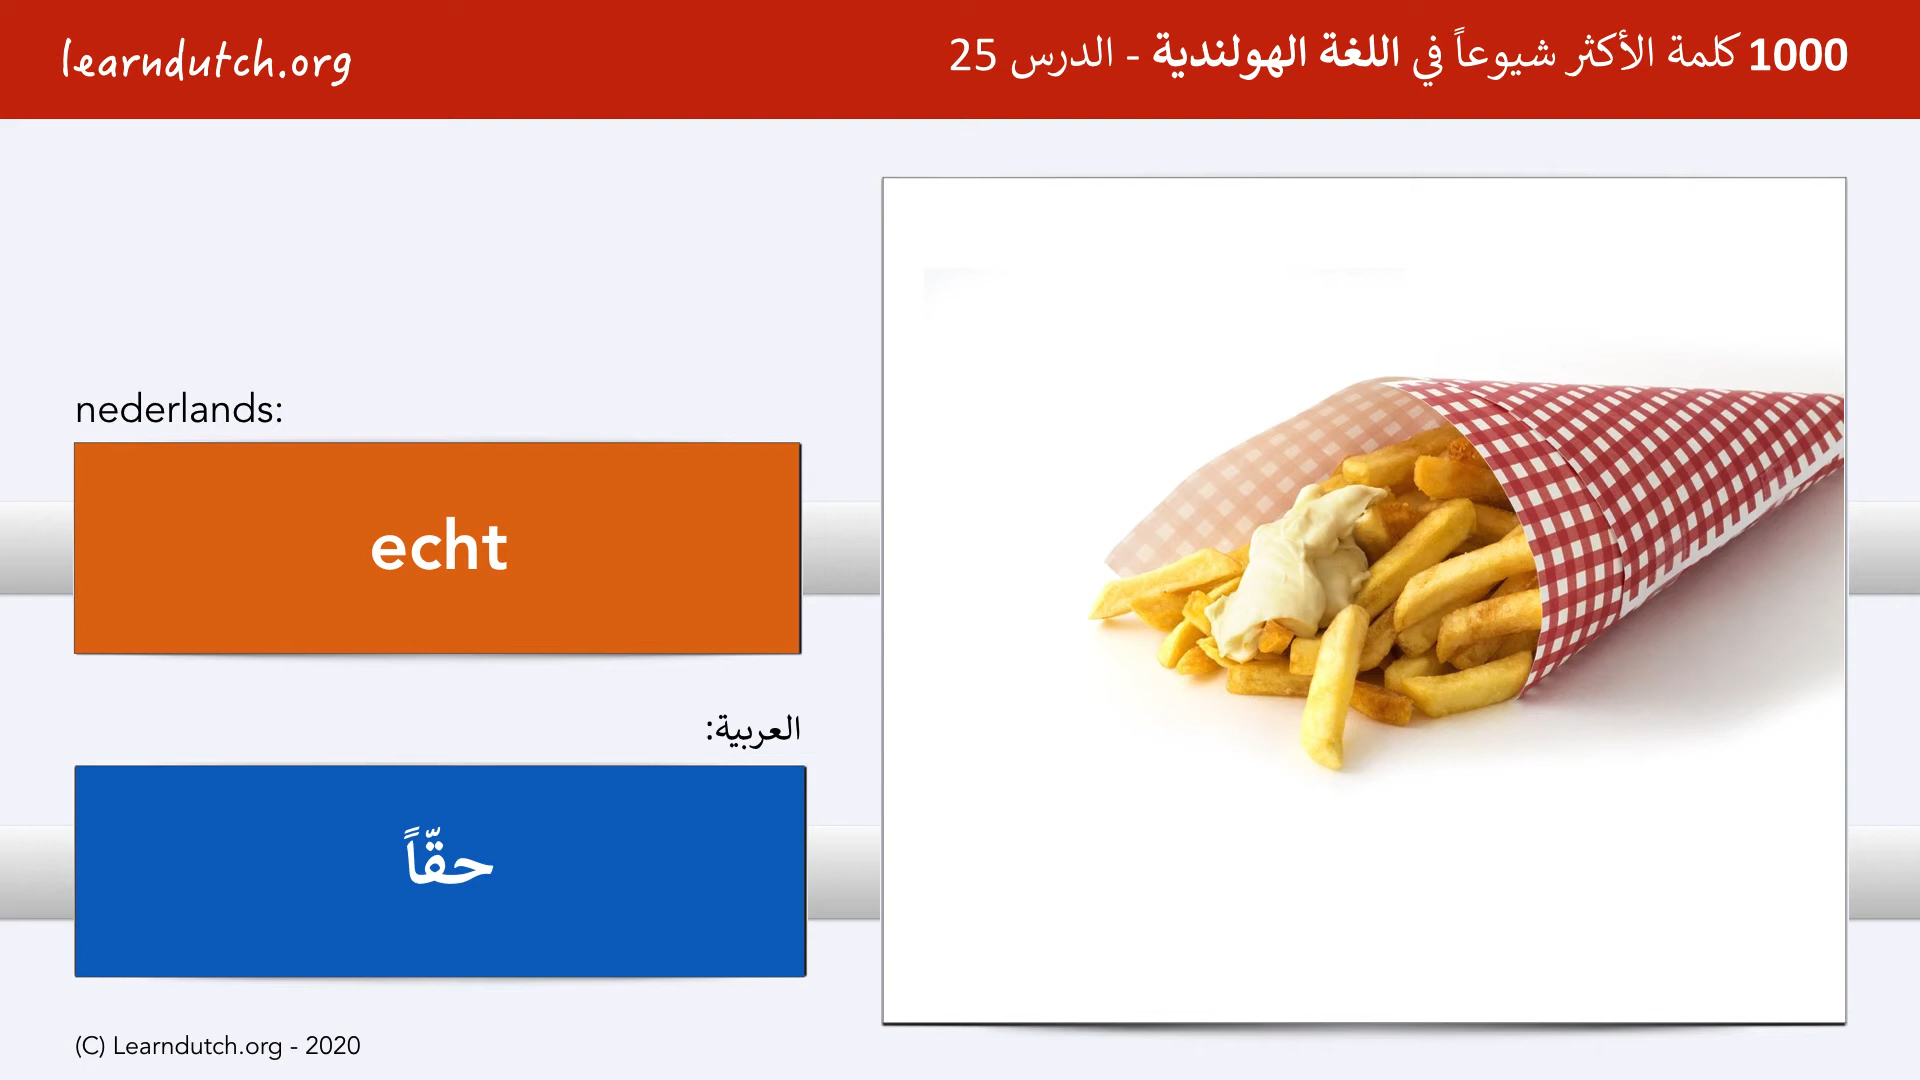 learndutch.org
1000 كلمة الأكثر شيوعاً في اللغة الهولندية - الدرس 25
nederlands:
echt
العربية:
حقّاً
(C) Learndutch.org - 2020